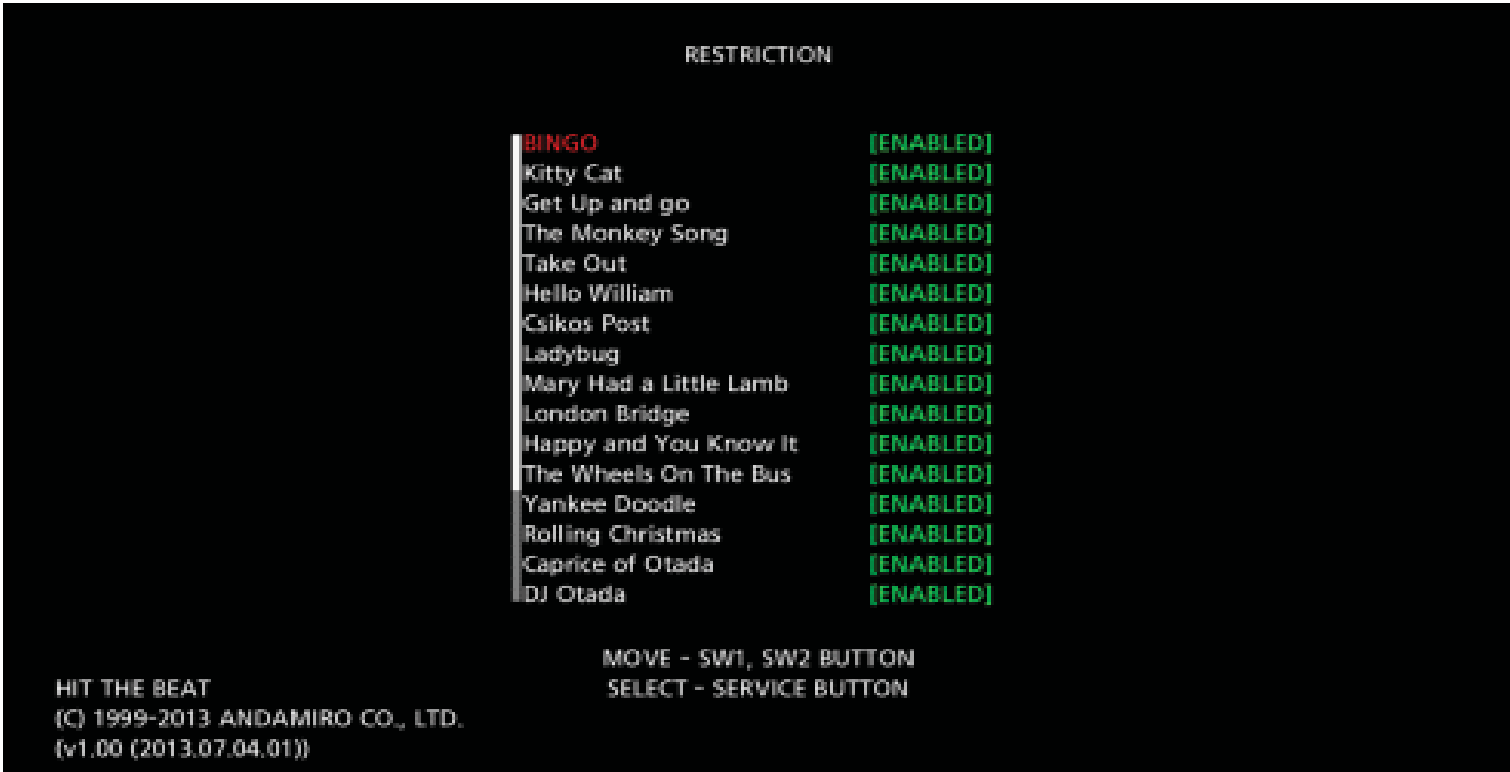 RESTRICTION
BINGO [ENABLED]
Kitty Cat [ENABLED]
Get Up and go [ENABLED]
The Monkey Song [ENABLED]
Take Out [ENABLED]
Hello William [ENABLED]
Csikos Post [ENABLED]
Ladybug [ENABLED]
Mary Had a Little Lamb [ENABLED]
London Bridge [ENABLED]
Happy and You Know It [ENABLED]
The Wheels On The Bus [ENABLED]
Yankee Doodle [ENABLED]
Rolling Christmas [ENABLED]
Caprice of Otada [ENABLED]
DJ Otada [ENABLED]
MOVE - SW1, SW2 BUTTON
SELECT - SERVICE BUTTON
HIT THE BEAT
(C) 1999-2013 ANDAMIRO CO., LTD.
(v1.00 (2013.07.04.01))